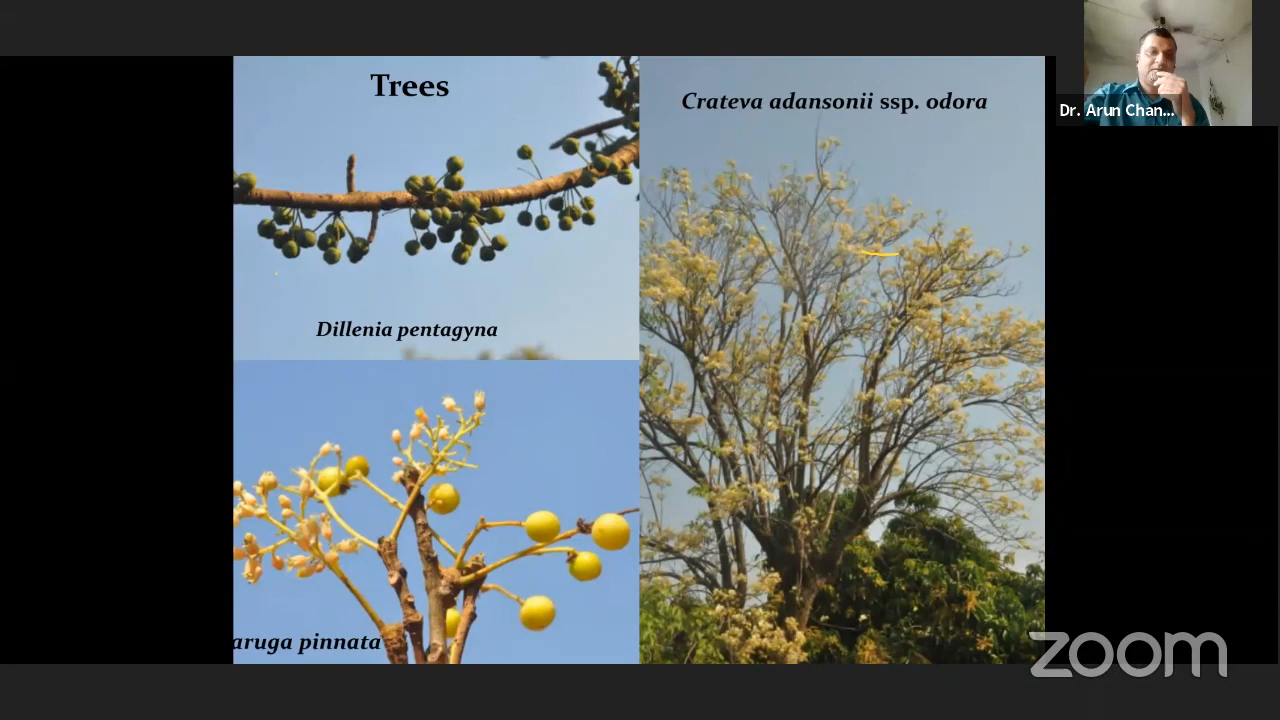 Trees
Crateva adansonii ssp. odora
Dr. Arun Chan...
Dillenia pentagyna
aruga pinnata
zoom